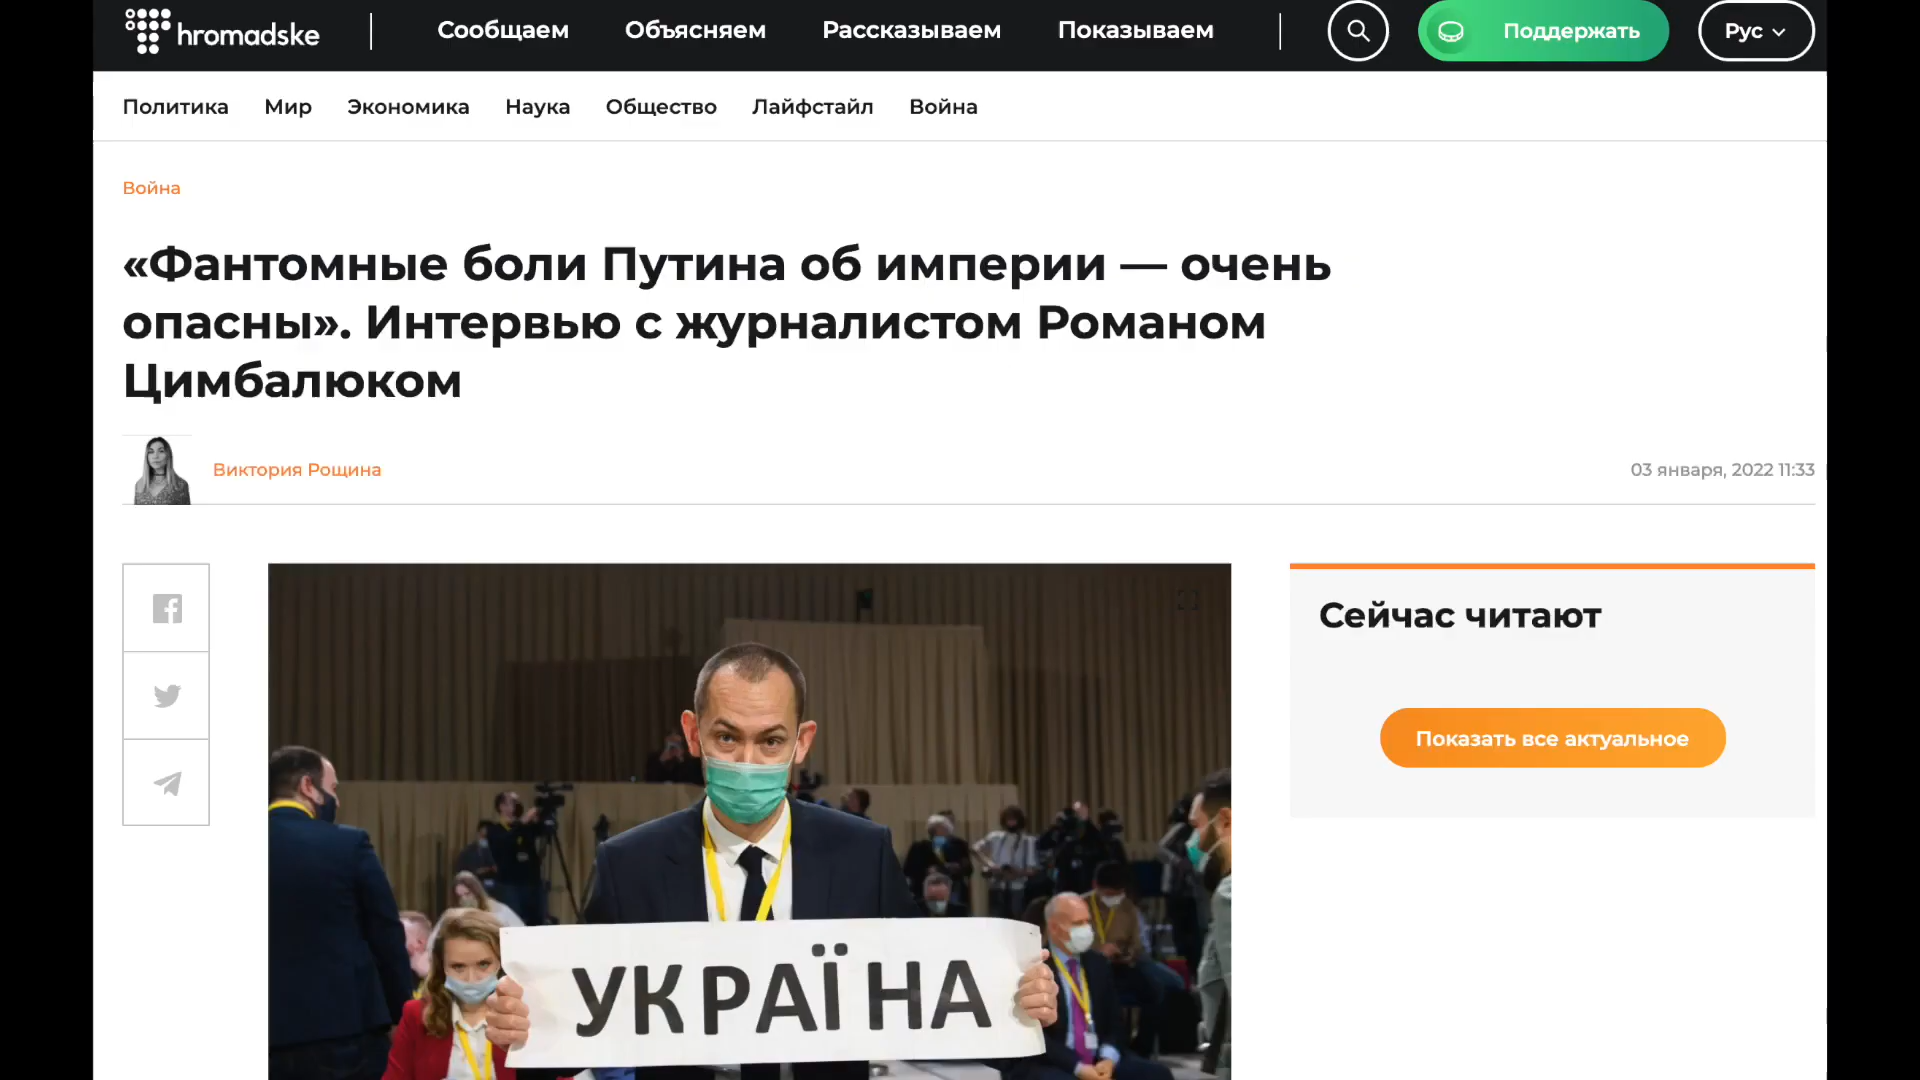 hromadske
Сообщаем
Объясняем
Рассказываем
Показываем
Поддержать
Рус
Политика
Мир
Экономика
Наука
Общество
Лайфстайл
Война
Война
«Фантомные боли Путина об империи — очень
опасны». Интервью с журналистом Романом
Цимбалюком
Виктория Рощина
03 января, 2022 11:33
УКРАЇНА
Сейчас читают
Показать все актуальное